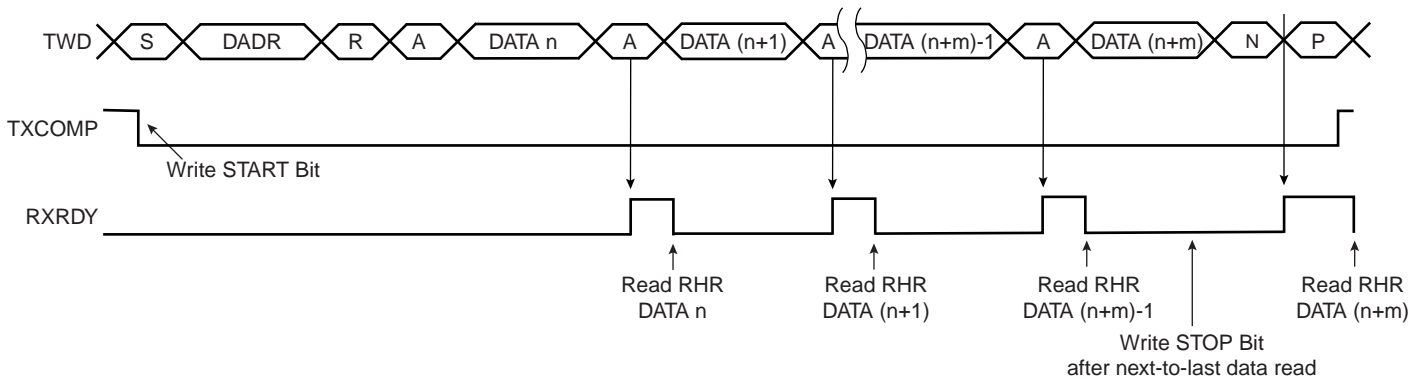 TWD S DADR R A DATA n A DATA (n+1) A DATA (n+m)-1 A DATA (n+m) N P
TXCOMP
Write START Bit
RXRDY
Read RHR
DATA n
Read RHR
DATA (n+1)
Read RHR
DATA (n+m)-1
Read RHR
DATA (n+m)
Write STOP Bit
after next-to-last data read